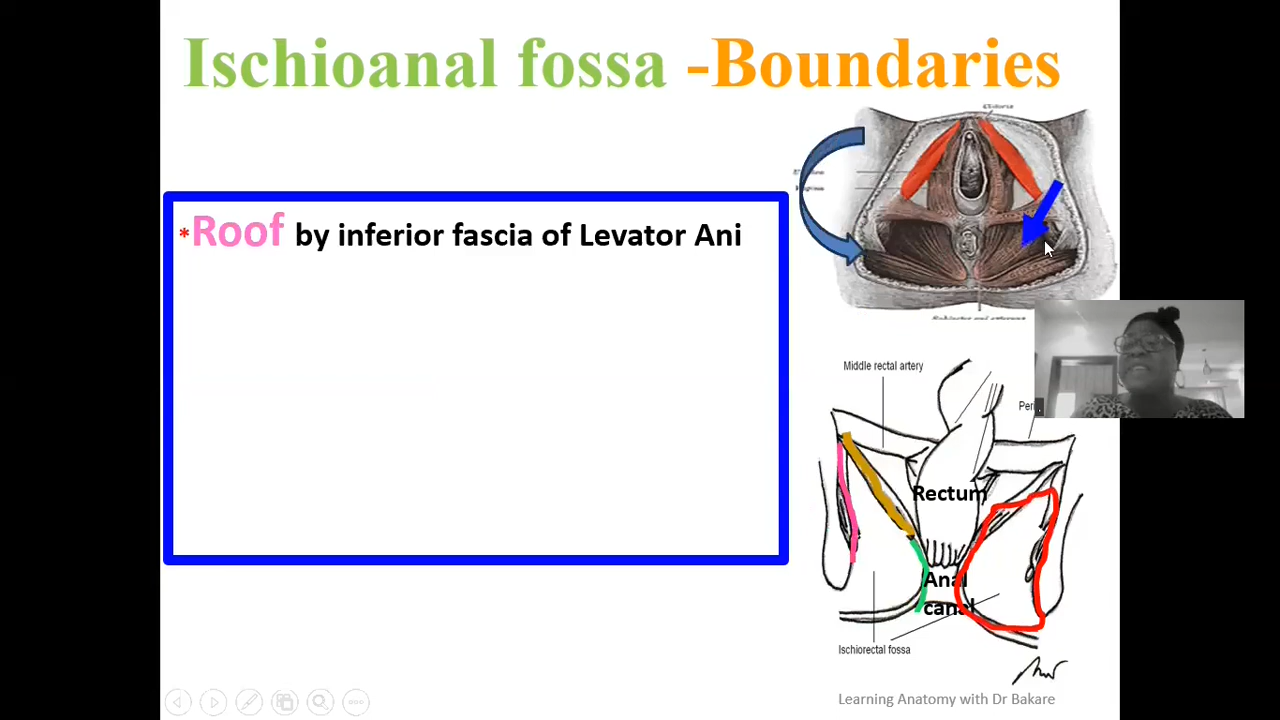 Ischioanal fossa -Boundaries
*Roof by inferior fascia of Levator Ani
Middle rectal artery
Rectum
Anal
canal
Ischiorectal fossa
Learning Anatomy with Dr Bakare